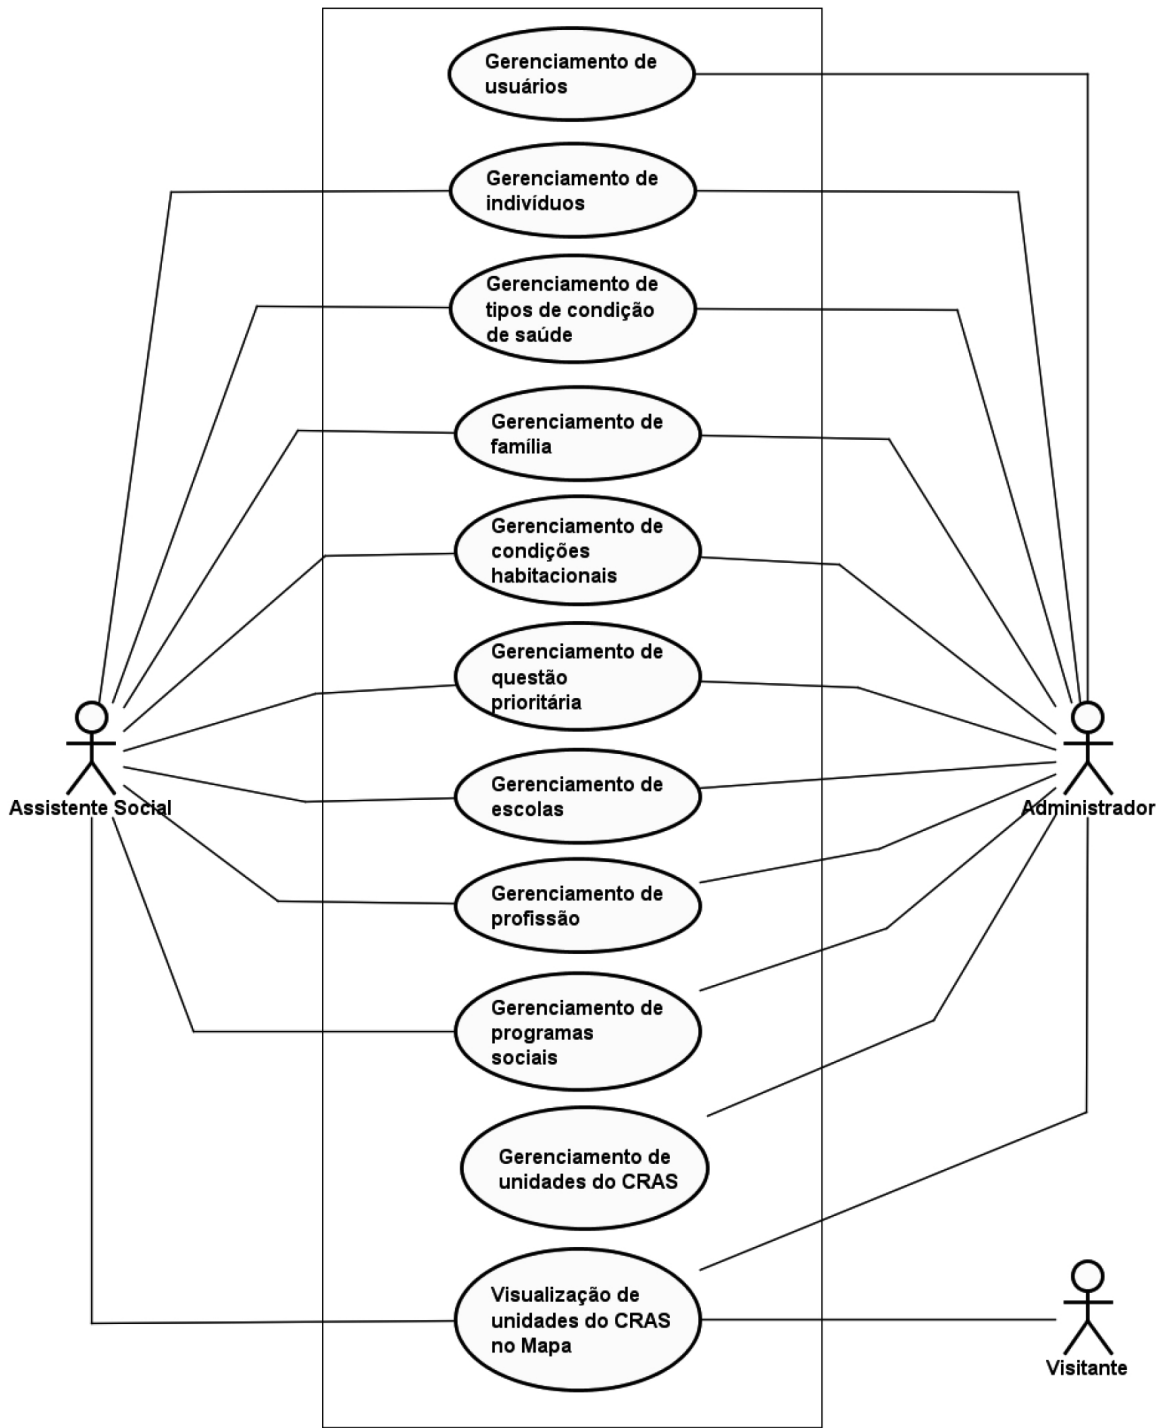 Gerenciamento de
usuários
Gerenciamento de
indivíduos
Gerenciamento de
tipos de condição
de saúde
Gerenciamento de
família
Gerenciamento de
condições
habitacionais
Gerenciamento de
questão
prioritária
Gerenciamento de
escolas
Assistente Social
Administrador
Gerenciamento de
profissão
Gerenciamento de
programas
sociais
Gerenciamento de
unidades do CRAS
Visualização de
unidades do CRAS
no Mapa
Visitante